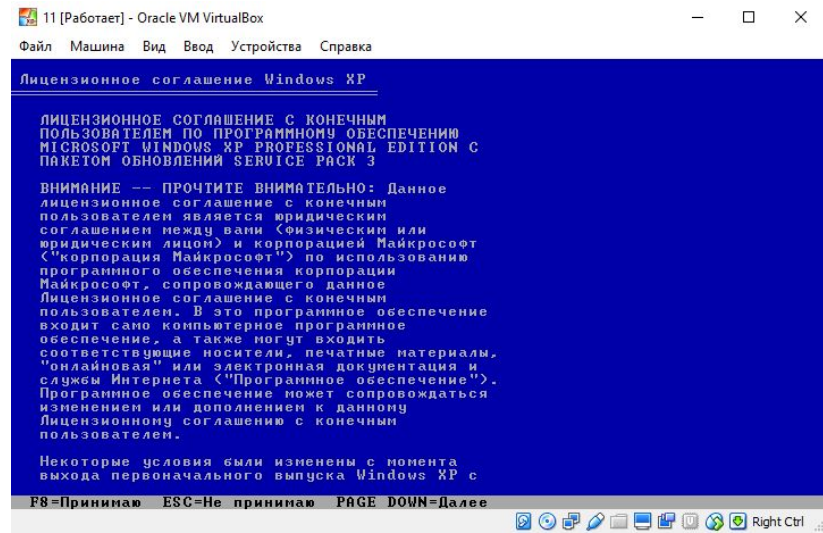 11 [Работает] - Oracle VM VirtualBox
Файл Машина Вид Ввод Устройства Справка
Лицензионное соглашение Windows XP
ЛИЦЕНЗИОННОЕ СОГЛАШЕНИЕ С КОНЕЧНЫМ
ПОЛЬЗОВАТЕЛЕМ ПО ПРОГРАММНОМУ ОБЕСПЕЧЕНИЮ
MICROSOFT WINDOWS XP PROFESSIONAL EDITION С
ПАКЕТОМ ОБНОВЛЕНИЙ SERVICE PACK 3
ВНИМАНИЕ -- ПРОЧТИТЕ ВНИМАТЕЛЬНО: Данное
лицензионное соглашение с конечным
пользователем является юридическим
соглашением между вами (физическим или
юридическим лицом) и корпорацией Майкрософт
("корпорация Майкрософт") по использованию
программного обеспечения корпорации
Майкрософт, сопровождающего данное
Лицензионное соглашение с конечным
пользователем. В это программное обеспечение
входит само компьютерное программное
обеспечение, а также могут входить
соответствующие носители, печатные материалы,
"онлайновая" или электронная документация и
службы Интернета ("Программное обеспечение").
Программное обеспечение может сопровождаться
изменением или дополнением к данному
Лицензионному соглашению с конечным
пользователем.
Некоторые условия были изменены с момента
выхода первоначального выпуска Windows XP с
F8=Принимаю ESC=Не принимаю PAGE DOWN=Далее
Right Ctrl